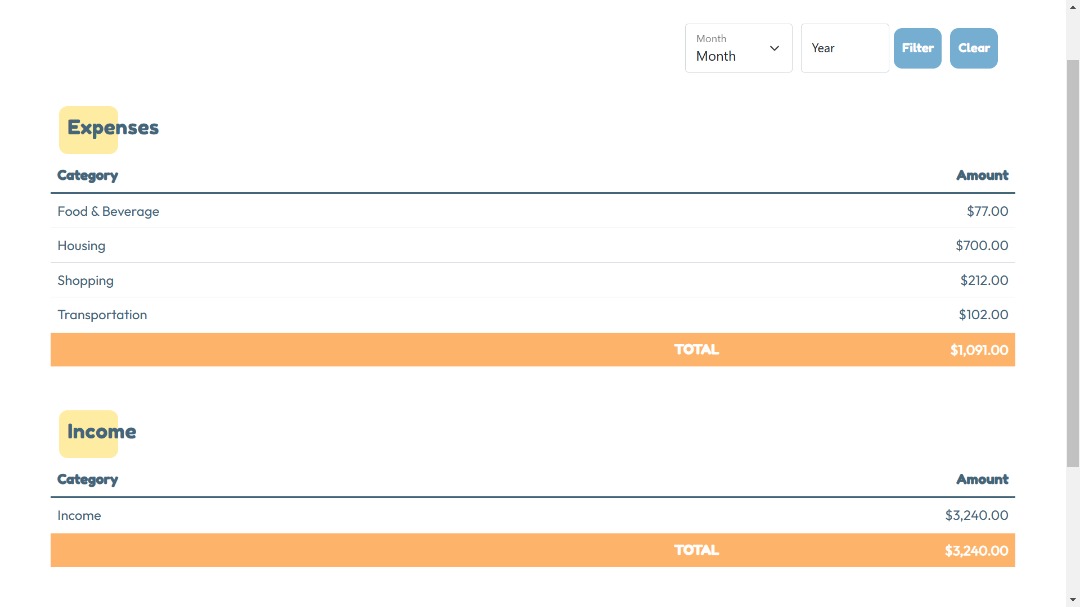 Month
Month
Year
Filter
Clear
Expenses
Category Amount
Food & Beverage $77.00
Housing $700.00
Shopping $212.00
Transportation $102.00
TOTAL $1,091.00
Income
Category Amount
Income $3,240.00
TOTAL $3,240.00